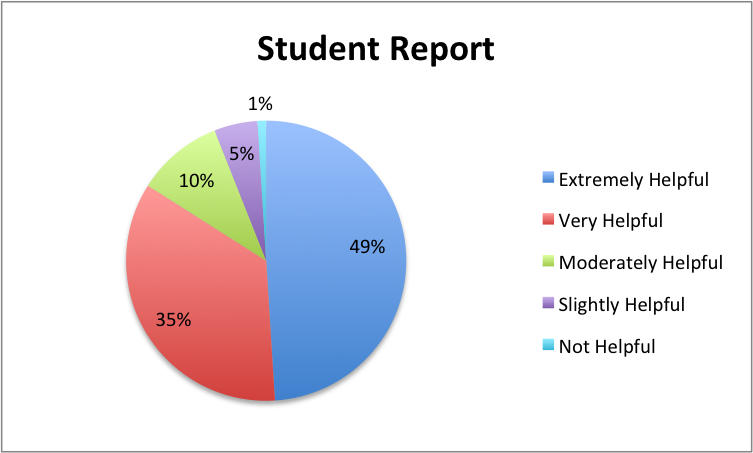 Student Report
1%
5%
10%
49%
35%
Extremely Helpful
Very Helpful
Moderately Helpful
Slightly Helpful
Not Helpful